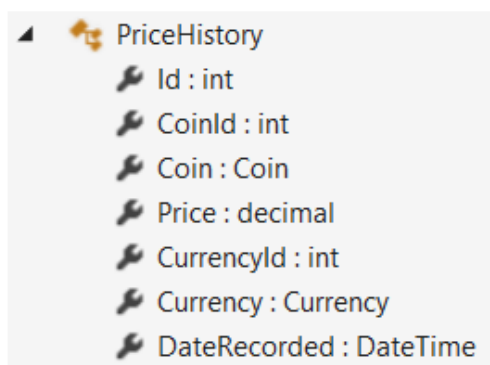 PriceHistory
Id : int
CoinId : int
Coin : Coin
Price : decimal
CurrencyId : int
Currency : Currency
DateRecorded : DateTime